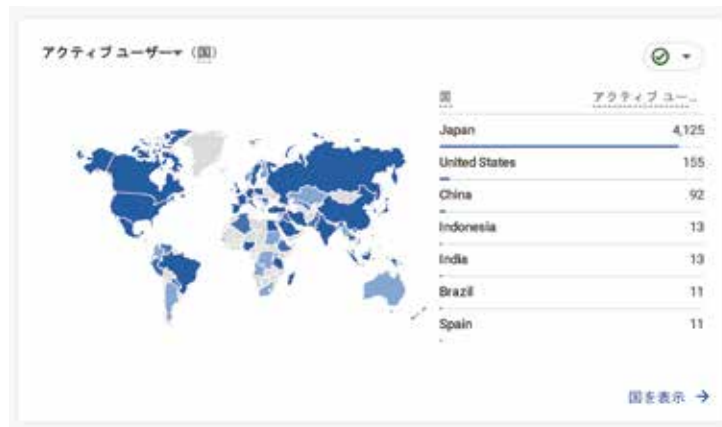 アクティブ ユーザー▾（国）
国 アクティブ ユー...
Japan 4,125
United States 155
China 92
Indonesia 13
India 13
Brazil 11
Spain 11
国を表示 →